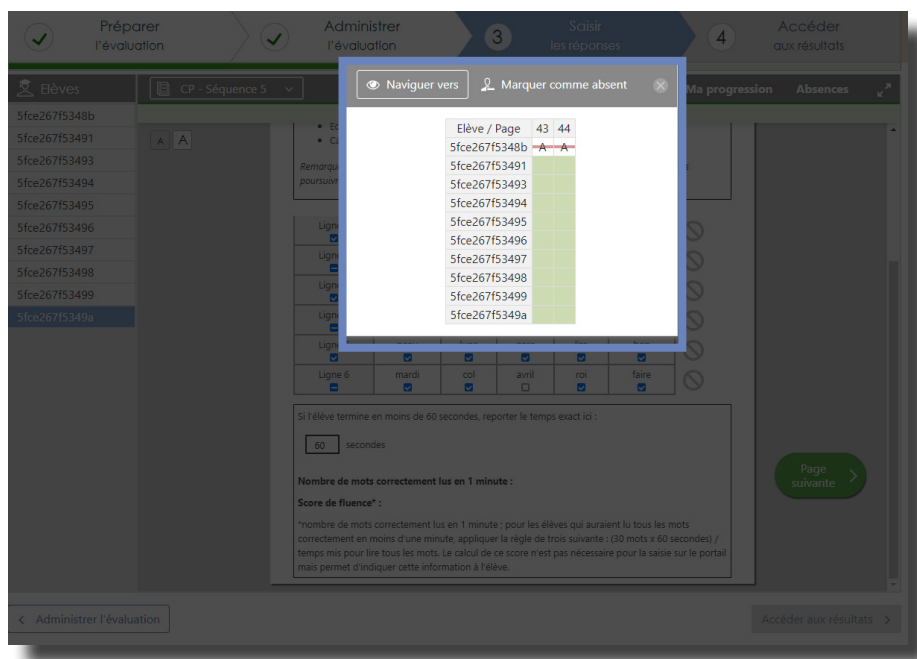 Préparer
l'évaluation
Administrer
l'évaluation
3
Saisir
les réponses
4
Accéder
aux résultats
Elèves
CP - Séquence 5
Naviguer vers
Marquer comme absent
Ma progression
Absences
5fce267f5348b
5fce267f53491
5fce267f53493
5fce267f53494
5fce267f53495
5fce267f53496
5fce267f53497
5fce267f53498
5fce267f53499
5fce267f5349a
A A
Elève / Page 43 44
5fce267f5348b A A
5fce267f53491
5fce267f53493
5fce267f53494
5fce267f53495
5fce267f53496
5fce267f53497
5fce267f53498
5fce267f53499
5fce267f5349a
Ligne 6 mardi col avril roi faire
Si l'élève termine en moins de 60 secondes, reporter le temps exact ici :
60 secondes
Nombre de mots correctement lus en 1 minute :
Score de fluence* :
*nombre de mots correctement lus en 1 minute ; pour les élèves qui auraient lu tous les mots
correctement en moins d'une minute, appliquer la règle de trois suivante : (30 mots x 60
secondes) /
temps mis pour lire tous les mots. Le calcul de ce score n'est pas nécessaire pour la saisie sur le portail
mais permet d'indiquer cette information à l'élève.
Page
suivante
Administrer l'évaluation
Accéder aux résultats